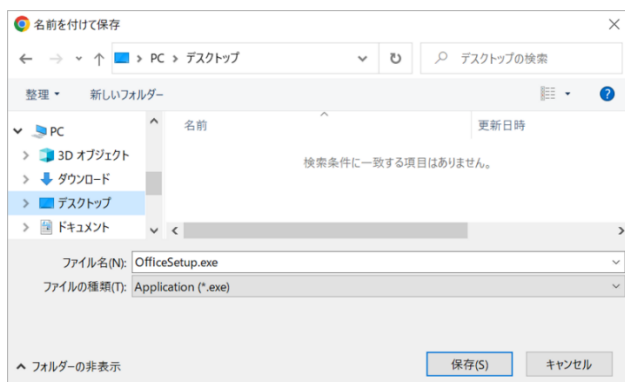 名前を付けて保存
PC > デスクトップ
デスクトップの検索
整理 新しいフォルダー
名前 更新日時
検索条件に一致する項目はありません。
PC
3D オブジェクト
ダウンロード
デスクトップ
ドキュメント
ファイル名(N): OfficeSetup.exe
ファイルの種類(T): Application (*.exe)
フォルダーの非表示
保存(S) キャンセル